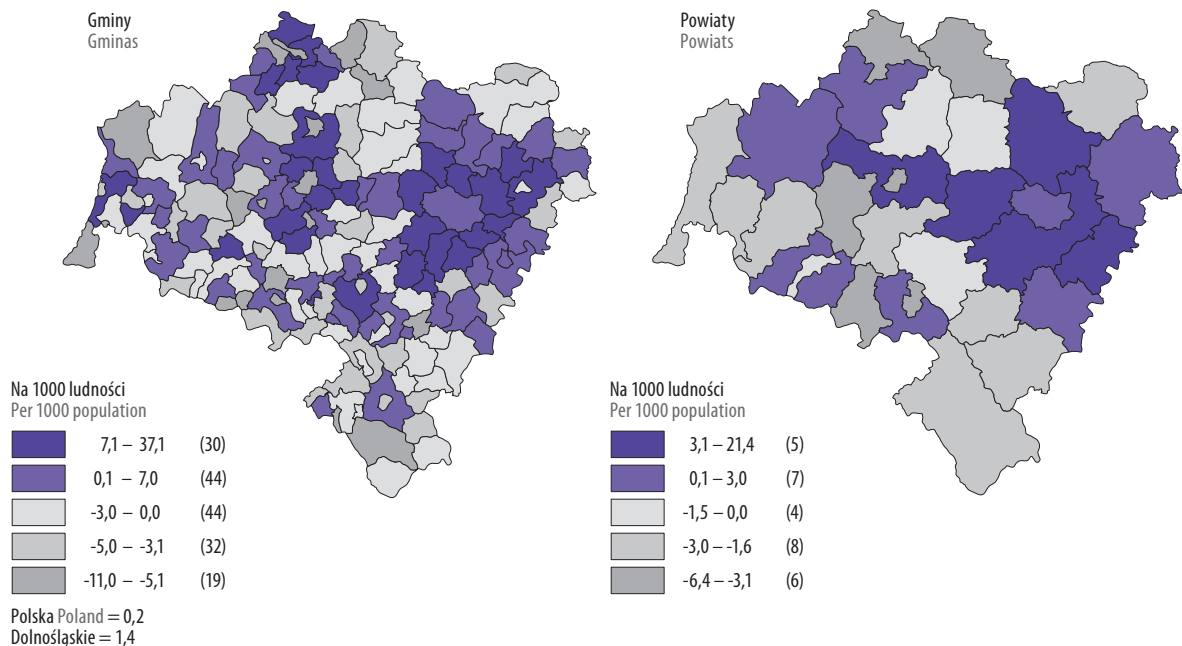 Gminy
Gminas
Na 1000 ludności
Per 1000 population
7,1 – 37,1 (30)
0,1 – 7,0 (44)
-3,0 – 0,0 (44)
-5,0 – -3,1 (32)
-11,0 – -5,1 (19)
Polska Poland = 0,2
Dolnośląskie = 1,4
Powiaty
Powiats
Na 1000 ludności
Per 1000 population
3,1 – 21,4 (5)
0,1 – 3,0 (7)
-1,5 – 0,0 (4)
-3,0 – -1,6 (8)
-6,4 – -3,1 (6)